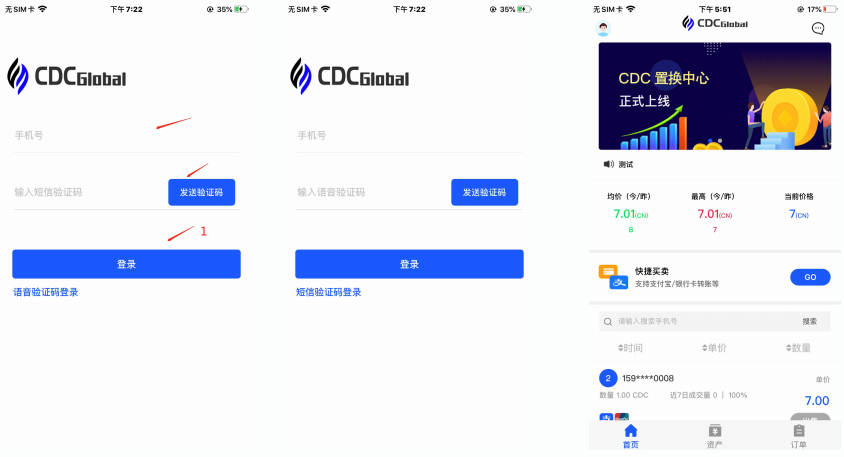 无SIM卡 下午7:22 35%
CDCGlobal
手机号
输入短信验证码 发送验证码
1
登录
语音验证码登录
无SIM卡 下午7:22 35%
CDCGlobal
手机号
输入语音验证码 发送验证码
登录
短信验证码登录
无SIM卡 下午5:51 17%
CDCGlobal
CDC 置换中心
正式上线
测试
均价（今/昨） 最高（今/昨） 当前价格
7.01(CN) 7.01(CN) 7(CN)
8 7
快捷买卖
支持支付宝/银行卡转账等 GO
请输入搜索手机号 搜索
时间 单价 数量
2 159****0008 单价
数量 1.00 CDC 近7日成交量 0 | 100% 7.00
首页 资产 订单